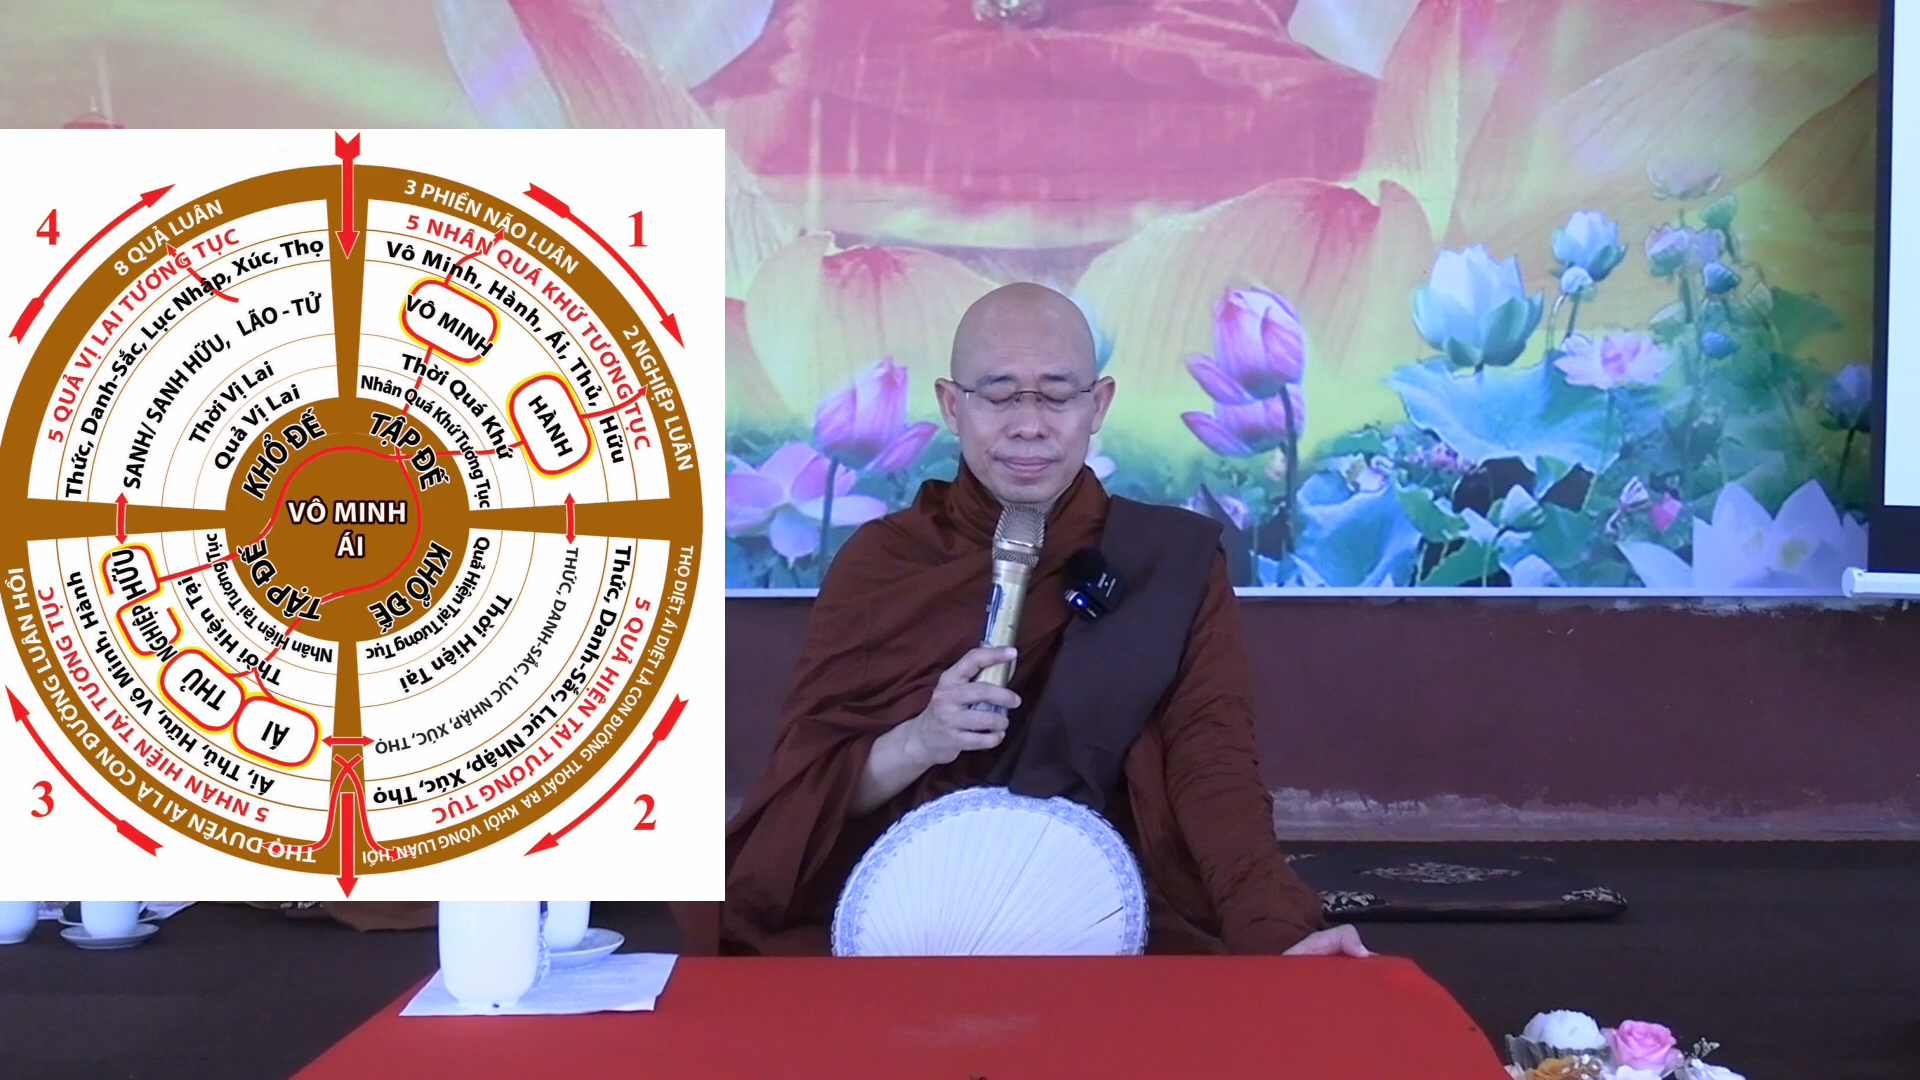 4
1
8 QUẢ LUÂN
5 QUẢ VỊ LAI TƯƠNG TỤC
Thức, Danh-Sắc, Lục Nhập, Xúc, Thọ
SANH/ SANH HỮU, LÃO - TỬ
Thời Vị Lai
Quả Vị Lai
KHỔ ĐẾ
3 PHIỀN NÃO LUÂN
2 NGHIỆP LUÂN
5 NHÂN QUÁ KHỨ TƯƠNG TỤC
Vô Minh, Hành, Ái, Thủ, Hữu
VÔ MINH
HÀNH
Thời Quá Khứ
Nhân Quá Khứ Tương Tục
TẬP ĐẾ
VÔ MINH
ÁI
THỌ DIỆT, ÁI DIỆT LÀ CON ĐƯỜNG THOÁT RA KHỎI VÒNG LUÂN HỒI
5 QUẢ HIỆN TẠI TƯƠNG TỤC
Thức, Danh-Sắc, Lục Nhập, Xúc, Thọ
THỨC, DANH-SẮC, LỤC NHẬP, XÚC, THỌ
Thời Hiện Tại
Quả Hiện Tại Tương Tục
KHỔ ĐẾ
2
THỌ DUYÊN ÁI LÀ CON ĐƯỜNG LUÂN HỒI
5 NHÂN HIỆN TẠI TƯƠNG TỤC
Ái, Thủ, Hữu, Vô Minh, Hành
ÁI
THỦ
NGHIỆP HỮU
Thời Hiện Tại
Nhân Hiện Tại Tương Tục
TẬP ĐẾ
3